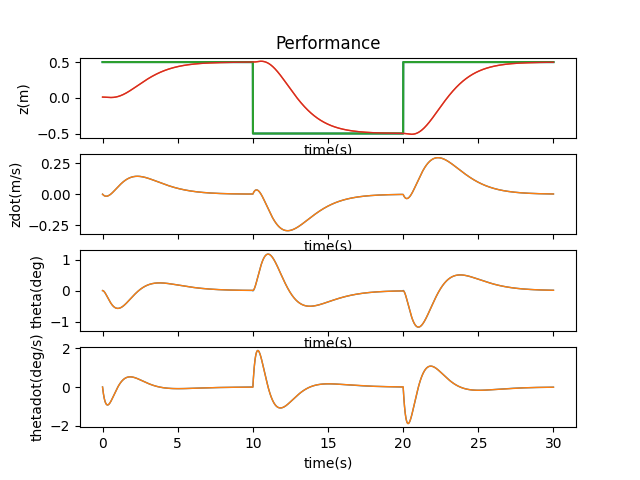 Performance
0.5
0.0
−0.5
z(m)
time(s)
0.25
0.00
−0.25
zdot(m/s)
time(s)
1
0
−1
theta(deg)
time(s)
2
0
−2
thetadot(deg/s)
0 5 10 15 20 25 30
time(s)